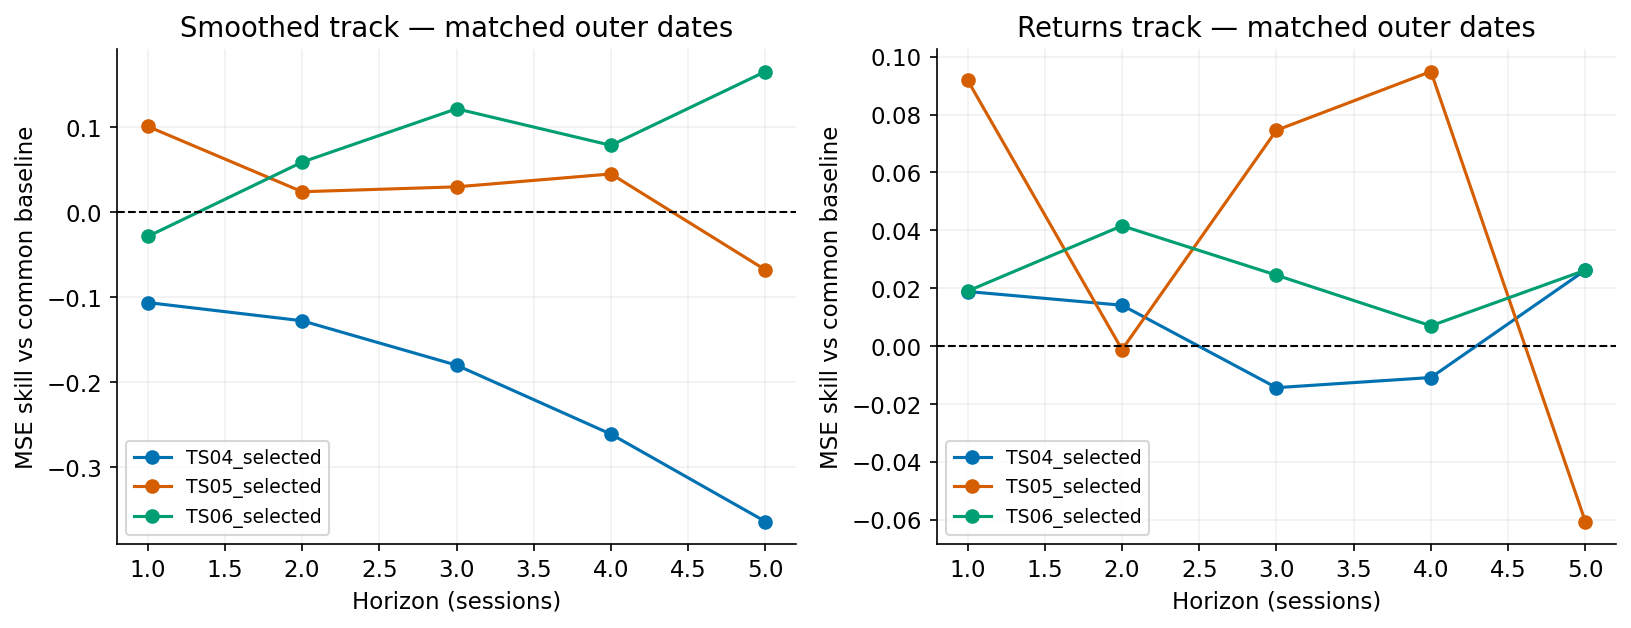 Smoothed track — matched outer dates
MSE skill vs common baseline
0.1
0.0
−0.1
−0.2
−0.3
TS04_selected
TS05_selected
TS06_selected
1.0 1.5 2.0 2.5 3.0 3.5 4.0 4.5 5.0
Horizon (sessions)
Returns track — matched outer dates
MSE skill vs common baseline
0.10
0.08
0.06
0.04
0.02
0.00
−0.02
−0.04
−0.06
TS04_selected
TS05_selected
TS06_selected
1.0 1.5 2.0 2.5 3.0 3.5 4.0 4.5 5.0
Horizon (sessions)